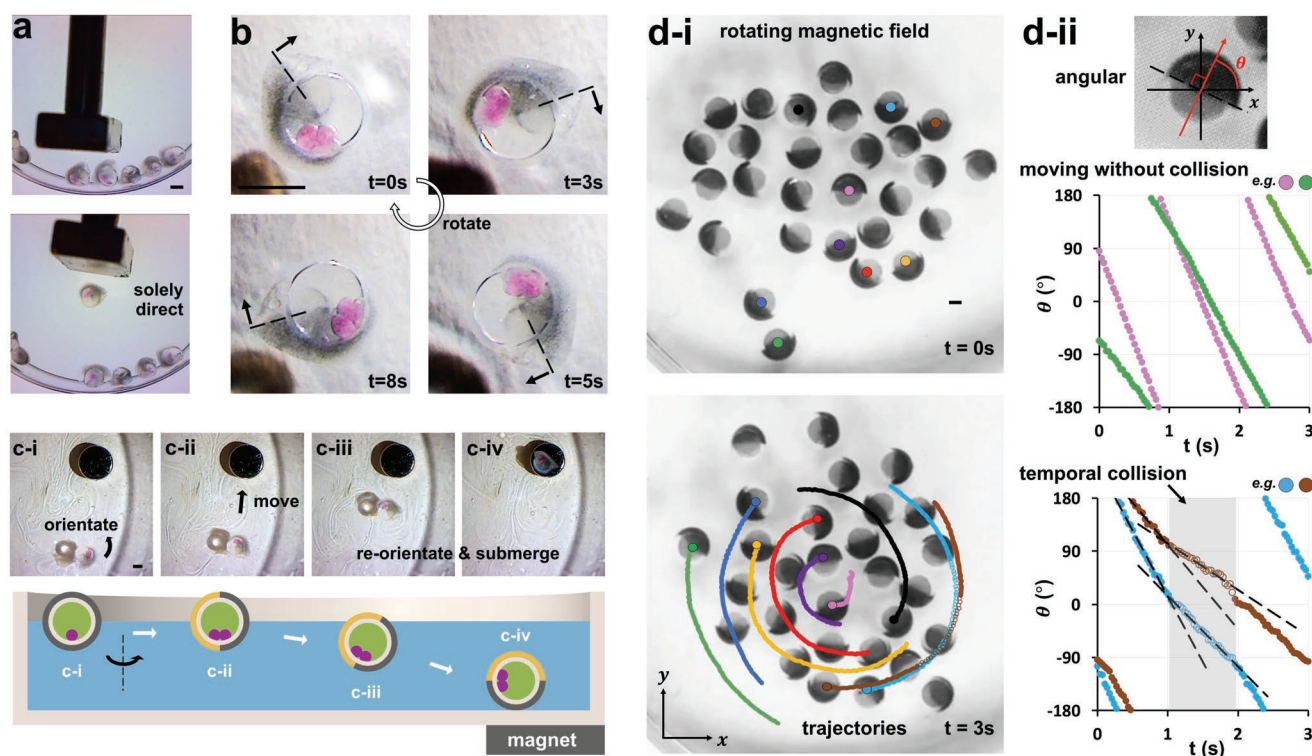 a
solely
direct
b
t=0s
t=3s
rotate
t=8s
t=5s
c-i
orientate
c-ii
move
c-iii
c-iv
re-orientate & submerge
c-i
c-ii
c-iii
c-iv
magnet
d-i
rotating magnetic field
t = 0s
y
x
trajectories
t = 3s
d-ii
angular
y
θ
x
moving without collision
e.g.
180
90
0
-90
-180
θ (°)
0 1 2 3
t (s)
temporal collision
e.g.
180
90
0
-90
-180
θ (°)
0 1 2 3
t (s)